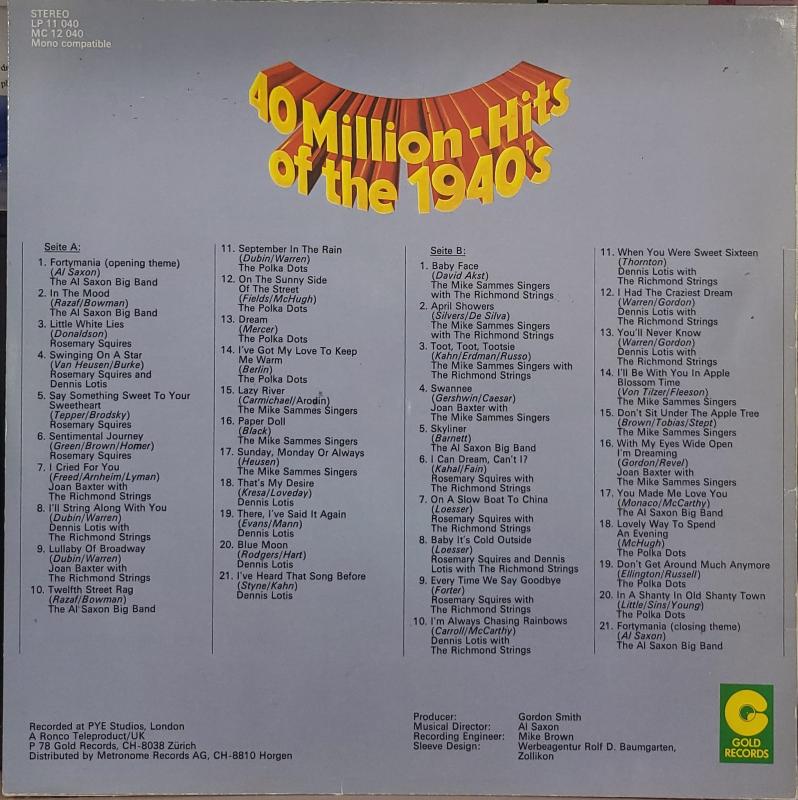 STEREO
LP 11 040
MC 12 040
Mono compatible
40 Million-Hits
of the 1940's
Seite A:
1. Fortymania (opening theme)
(Al Saxon)
The Al Saxon Big Band
2. In The Mood
(Razaf/Bowman)
The Al Saxon Big Band
3. Little White Lies
(Donaldson)
Rosemary Squires
4. Swinging On A Star
(Van Heusen/Burke)
Rosemary Squires and
Dennis Lotis
5. Say Something Sweet To Your
Sweetheart
(Tepper/Brodsky)
Rosemary Squires
6. Sentimental Journey
(Green/Brown/Homer)
Rosemary Squires
7. I Cried For You
(Freed/Arnheim/Lyman)
Joan Baxter with
The Richmond Strings
8. I'll String Along With You
(Dubin/Warren)
Dennis Lotis with
The Richmond Strings
9. Lullaby Of Broadway
(Dubin/Warren)
Joan Baxter with
The Richmond Strings
10. Twelfth Street Rag
(Razaf/Bowman)
The Al Saxon Big Band
11. September In The Rain
(Dubin/Warren)
The Polka Dots
12. On The Sunny Side
Of The Street
(Fields/McHugh)
The Polka Dots
13. Dream
(Mercer)
The Polka Dots
14. I've Got My Love To Keep
Me Warm
(Berlin)
The Polka Dots
15. Lazy River
(Carmichael/Arodin)
The Mike Sammes Singers
16. Paper Doll
(Black)
The Mike Sammes Singers
17. Sunday, Monday Or Always
(Heusen)
The Mike Sammes Singers
18. That's My Desire
(Kresa/Loveday)
Dennis Lotis
19. There, I've Said It Again
(Evans/Mann)
Dennis Lotis
20. Blue Moon
(Rodgers/Hart)
Dennis Lotis
21. I've Heard That Song Before
(Styne/Kahn)
Dennis Lotis
Seite B:
1. Baby Face
(David Akst)
The Mike Sammes Singers
with The Richmond Strings
2. April Showers
(Silvers/De Silva)
The Mike Sammes Singers
with The Richmond Strings
3. Toot, Toot, Tootsie
(Kahn/Erdman/Russo)
The Mike Sammes Singers with
The Richmond Strings
4. Swannee
(Gershwin/Caesar)
Joan Baxter with
The Mike Sammes Singers
5. Skyliner
(Barnett)
The Al Saxon Big Band
6. I Can Dream, Can't I?
(Kahal/Fain)
Rosemary Squires with
The Richmond Strings
7. On A Slow Boat To China
(Loesser)
Rosemary Squires with
The Richmond Strings
8. Baby It's Cold Outside
(Loesser)
Rosemary Squires and Dennis
Lotis with The Richmond Strings
9. Every Time We Say Goodbye
(Forter)
Rosemary Squires with
The Richmond Strings
10. I'm Always Chasing Rainbows
(Carroll/McCarthy)
Dennis Lotis with
The Richmond Strings
11. When You Were Sweet Sixteen
(Thornton)
Dennis Lotis with
The Richmond Strings
12. I Had The Craziest Dream
(Warren/Gordon)
Dennis Lotis with
The Richmond Strings
13. You'll Never Know
(Warren/Gordon)
Dennis Lotis with
The Richmond Strings
14. I'll Be With You In Apple
Blossom Time
(Von Tilzer/Fleeson)
The Mike Sammes Singers
15. Don't Sit Under The Apple Tree
(Brown/Tobias/Stept)
The Mike Sammes Singers
16. With My Eyes Wide Open
I'm Dreaming
(Gordon/Revel)
Joan Baxter with
The Mike Sammes Singers
17. You Made Me Love You
(Monaco/McCarthy)
The Al Saxon Big Band
18. Lovely Way To Spend
An Evening
(McHugh)
The Polka Dots
19. Don't Get Around Much Anymore
(Ellington/Russell)
The Polka Dots
20. In A Shanty In Old Shanty Town
(Little/Sins/Young)
The Polka Dots
21. Fortymania (closing theme)
(Al Saxon)
The Al Saxon Big Band
Recorded at PYE Studios, London
A Ronco Teleproduct/UK
P 78 Gold Records, CH-8038 Zürich
Distributed by Metronome Records AG, CH-8810 Horgen
Producer: Gordon Smith
Musical Director: Al Saxon
Recording Engineer: Mike Brown
Sleeve Design: Werbeagentur Rolf D. Baumgarten,
Zollikon
GOLD
RECORDS